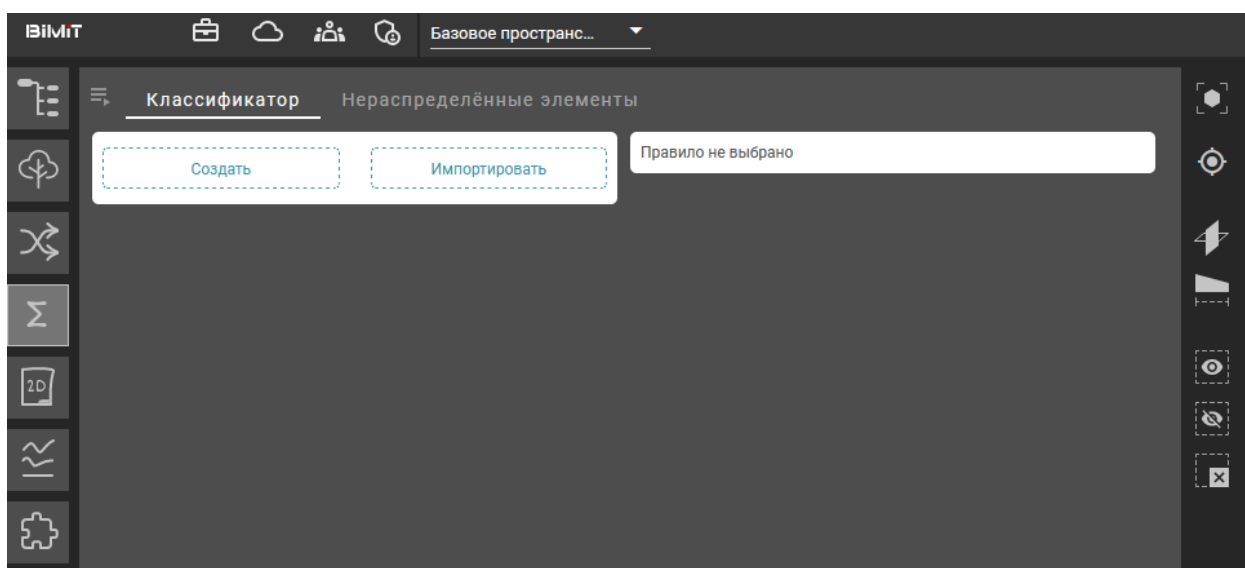 BiMiT
Базовое пространс...
Классификатор Нераспределённые элементы
Создать Импортировать
Правило не выбрано
Σ
2D